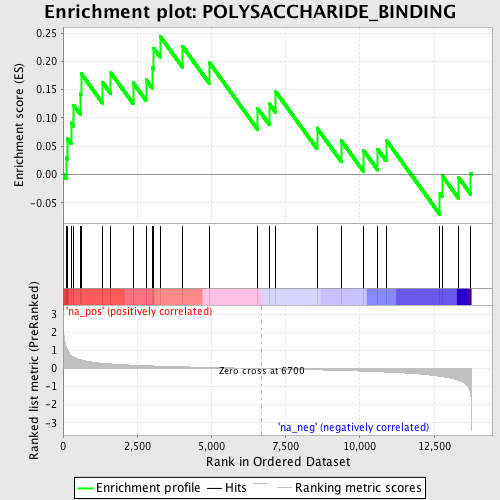 Enrichment plot: POLYSACCHARIDE_BINDING
Enrichment score (ES)
0.25
0.20
0.15
0.10
0.05
0.00
-0.05
Ranked list metric (PreRanked)
'na_pos' (positively correlated)
3
2
1
0
-1
-2
-3
Zero cross at 6700
'na_neg' (negatively correlated)
0
2,500
5,000
7,500
10,000
12,500
Rank in Ordered Dataset
Enrichment profile
Hits
Ranking metric scores